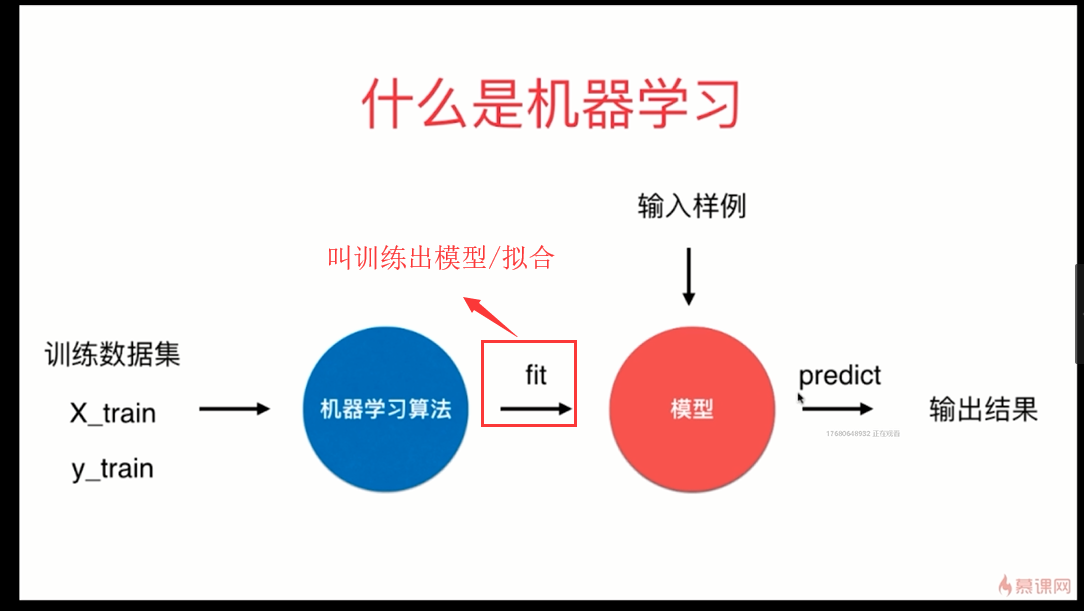 什么是机器学习
输入样例
叫训练出模型/拟合
训练数据集
X_train
y_train
机器学习算法
fit
模型
predict
输出结果
17680648932 正在观看
慕课网